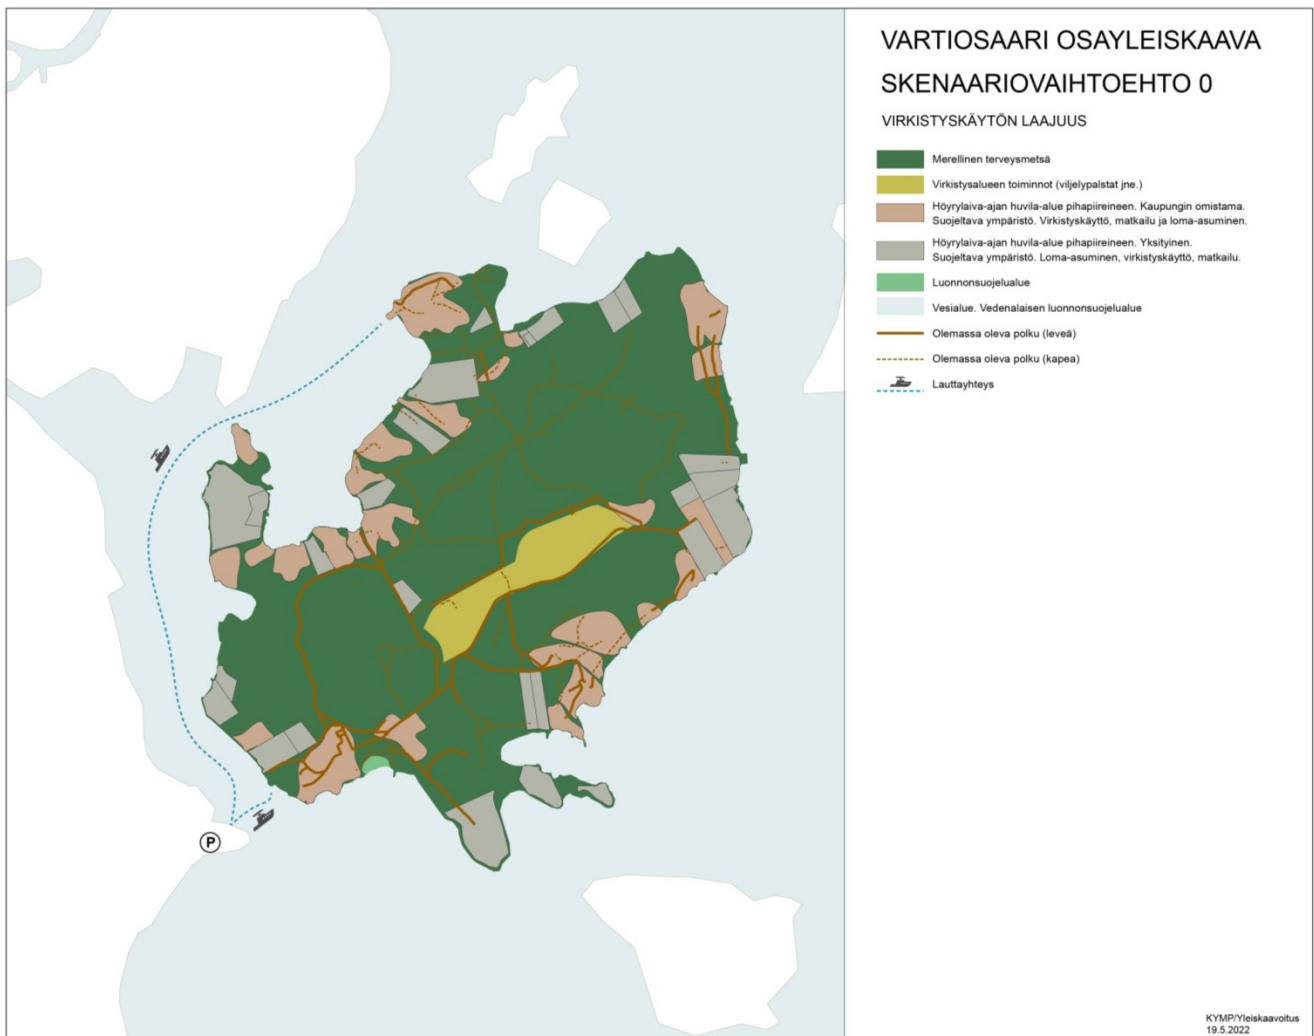 VARTIOSAARI OSAYLEISKAAVA
SKENAARIOVAIHTOEHTO 0
VIRKISTYSKÄYTÖN LAAJUUS
Merellinen terveysmetsä
Virkistysalueen toiminnot (viljelypalstat jne.)
Höyrylaiva-ajan huvila-alue pihapiireineen. Kaupungin omistama.
Suojeltava ympäristö. Virkistyskäyttö, matkailu ja loma-asuminen.
Höyrylaiva-ajan huvila-alue pihapiireineen. Yksityinen.
Suojeltava ympäristö. Loma-asuminen, virkistyskäyttö, matkailu.
Luonnonsuojelualue
Vesialue. Vedenalaisen luonnonsuojelualue
Olemassa oleva polku (leveä)
Olemassa oleva polku (kapea)
Lauttayhteys
P
KYMP/Yleiskaavoitus
19.5.2022